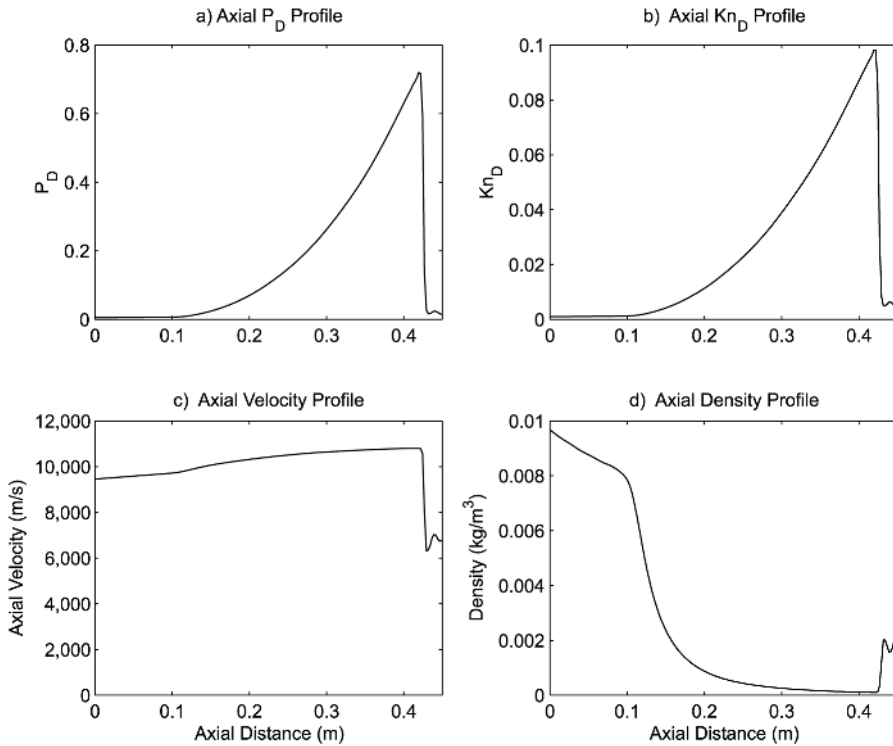 a) Axial P_D Profile
0.8
0.6
0.4
0.2
0
P_D
0 0.1 0.2 0.3 0.4
b) Axial Kn_D Profile
0.1
0.08
0.06
0.04
0.02
0
Kn_D
0 0.1 0.2 0.3 0.4
c) Axial Velocity Profile
12,000
10,000
8,000
6,000
4,000
2,000
0
Axial Velocity (m/s)
0 0.1 0.2 0.3 0.4
Axial Distance (m)
d) Axial Density Profile
0.01
0.008
0.006
0.004
0.002
0
Density (kg/m³)
0 0.1 0.2 0.3 0.4
Axial Distance (m)